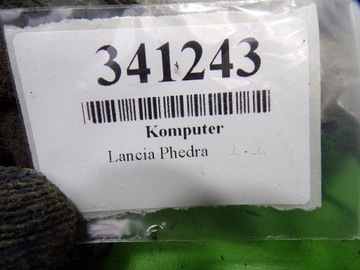 341243
Komputer
Lancia Phedra ../.. - ../..